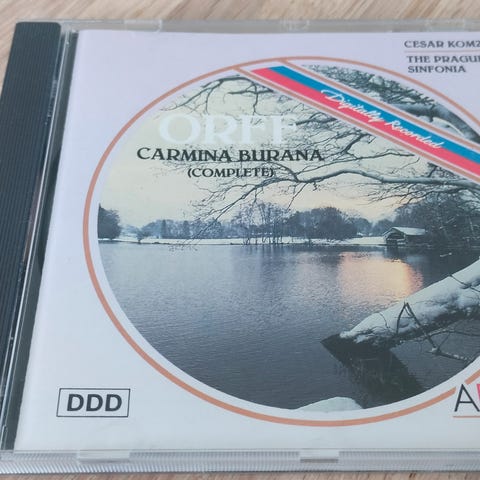 CESAR KOMZ
THE PRAGUE
SINFONIA
Digitally Recorded
ORFF
CARMINA BURANA
(COMPLETE)
DDD
A